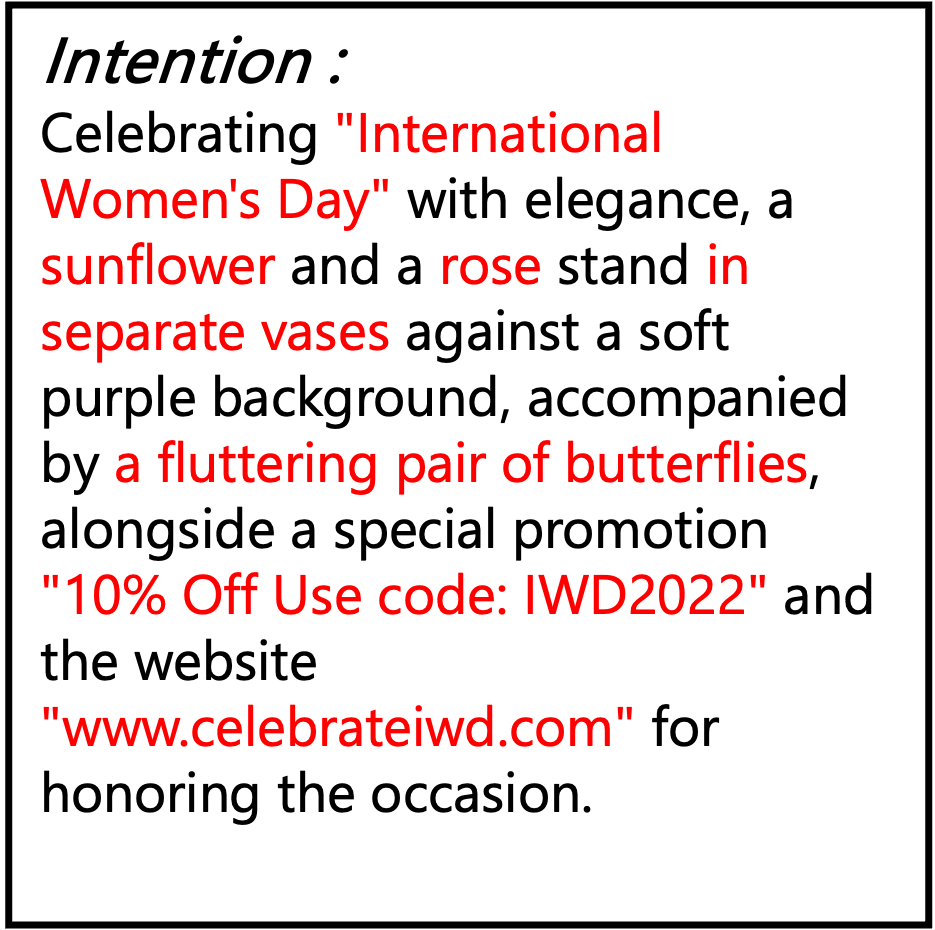 Intention :
Celebrating "International
Women's Day" with elegance, a
sunflower and a rose stand in
separate vases against a soft
purple background, accompanied
by a fluttering pair of butterflies,
alongside a special promotion
"10% Off Use code: IWD2022" and
the website
"www.celebrateiwd.com" for
honoring the occasion.